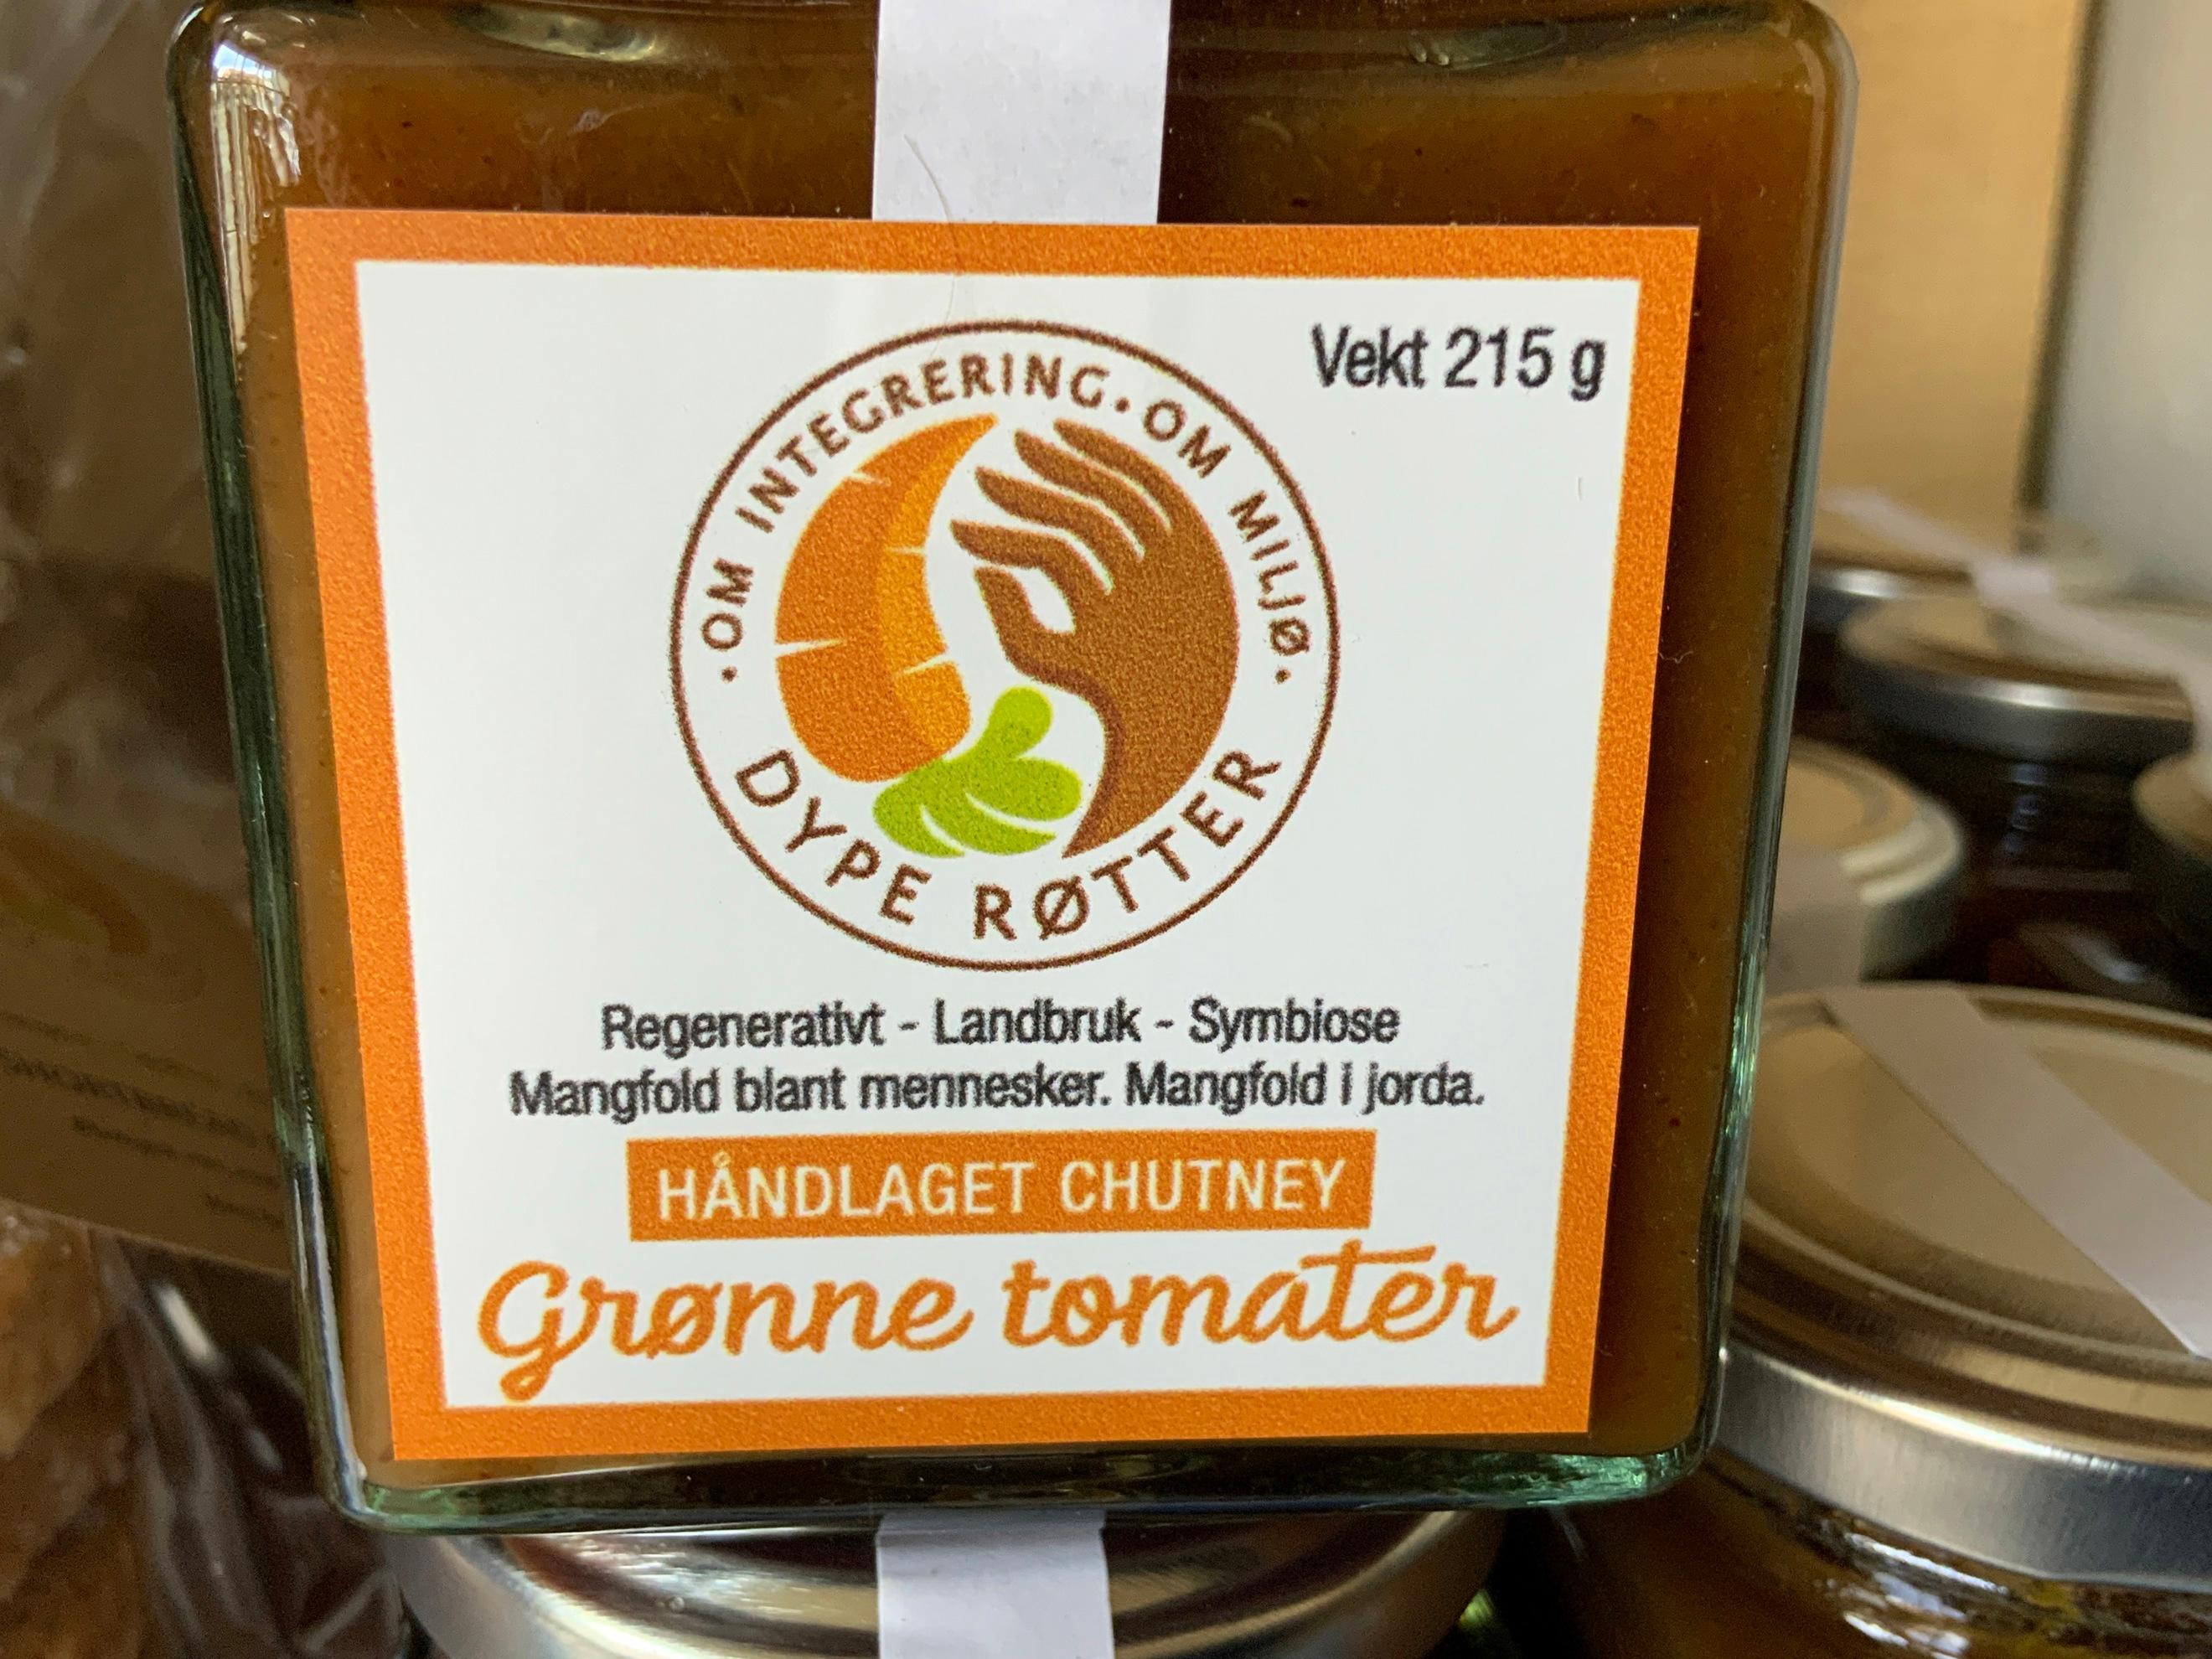 Vekt 215 g
• OM INTEGRERING • OM MILJØ •
DYPE RØTTER
Regenerativt - Landbruk - Symbiose
Mangfold blant mennesker. Mangfold i jorda.
HÅNDLAGET CHUTNEY
Grønne tomater